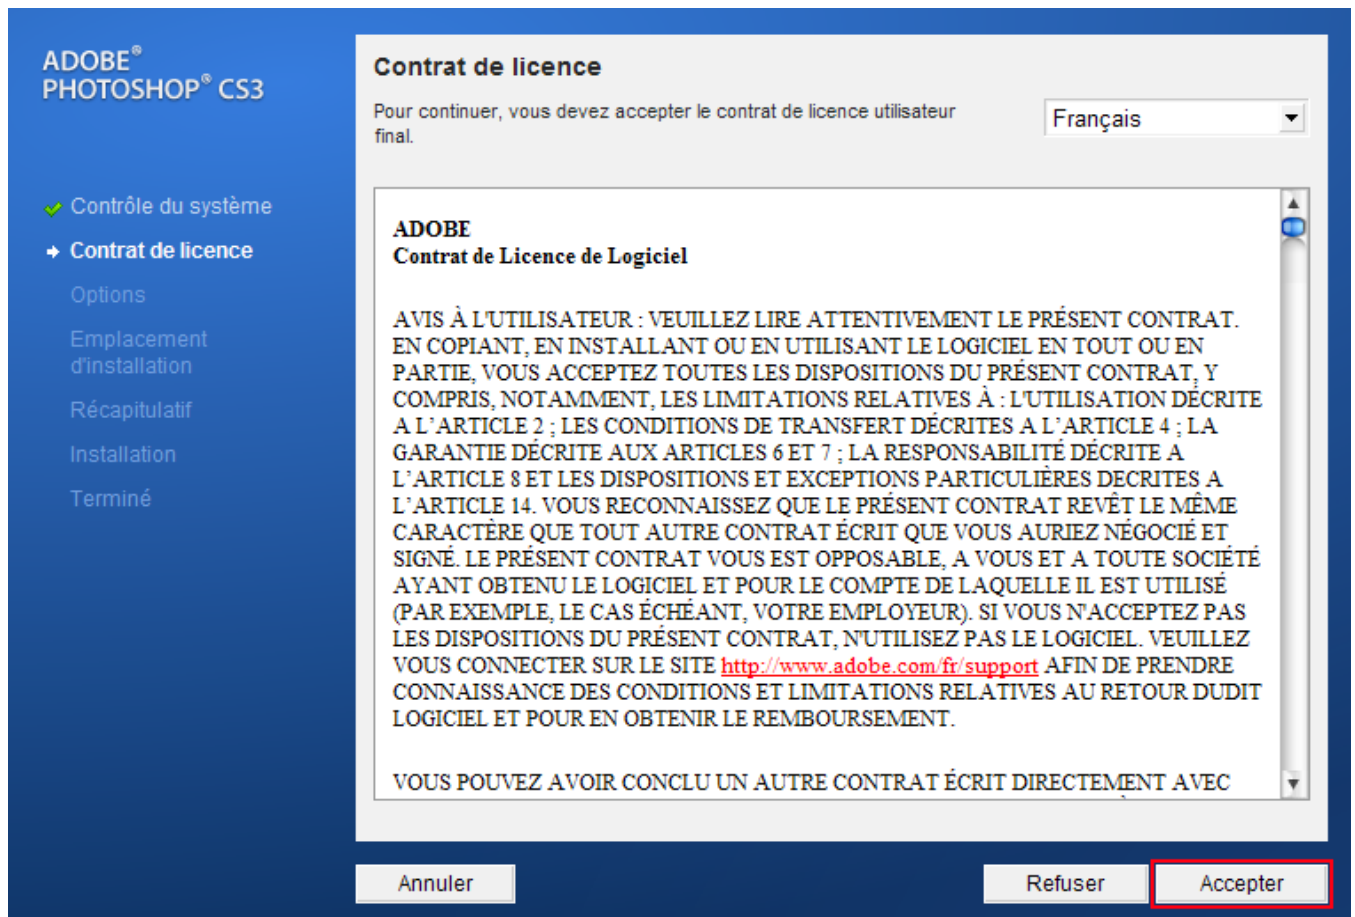 ADOBE®
PHOTOSHOP® CS3
Contrôle du système
Contrat de licence
Options
Emplacement
d'installation
Récapitulatif
Installation
Terminé
Contrat de licence
Pour continuer, vous devez accepter le contrat de licence utilisateur
final.
Français
ADOBE
Contrat de Licence de Logiciel
AVIS À L'UTILISATEUR : VEUILLEZ LIRE ATTENTIVEMENT LE PRÉSENT CONTRAT.
EN COPIANT, EN INSTALLANT OU EN UTILISANT LE LOGICIEL EN TOUT OU EN
PARTIE, VOUS ACCEPTEZ TOUTES LES DISPOSITIONS DU PRÉSENT CONTRAT, Y
COMPRIS, NOTAMMENT, LES LIMITATIONS RELATIVES À : L'UTILISATION DÉCRITE
A L’ARTICLE 2 ; LES CONDITIONS DE TRANSFERT DÉCRITES A L’ARTICLE 4 ; LA
GARANTIE DÉCRITE AUX ARTICLES 6 ET 7 ; LA RESPONSABILITÉ DÉCRITE A
L’ARTICLE 8 ET LES DISPOSITIONS ET EXCEPTIONS PARTICULIÈRES DECRITES A
L’ARTICLE 14. VOUS RECONNAISSEZ QUE LE PRÉSENT CONTRAT REVÊT LE MÊME
CARACTÈRE QUE TOUT AUTRE CONTRAT ÉCRIT QUE VOUS AURIEZ NÉGOCIÉ ET
SIGNÉ. LE PRÉSENT CONTRAT VOUS EST OPPOSABLE, A VOUS ET A TOUTE SOCIÉTÉ
AYANT OBTENU LE LOGICIEL ET POUR LE COMPTE DE LAQUELLE IL EST UTILISÉ
(PAR EXEMPLE, LE CAS ÉCHÉANT, VOTRE EMPLOYEUR). SI VOUS N'ACCEPTEZ PAS
LES DISPOSITIONS DU PRÉSENT CONTRAT, N'UTILISEZ PAS LE LOGICIEL. VEUILLEZ
VOUS CONNECTER SUR LE SITE http://www.adobe.com/fr/support AFIN DE PRENDRE
CONNAISSANCE DES CONDITIONS ET LIMITATIONS RELATIVES AU RETOUR DUDIT
LOGICIEL ET POUR EN OBTENIR LE REMBOURSEMENT.
VOUS POUVEZ AVOIR CONCLU UN AUTRE CONTRAT ÉCRIT DIRECTEMENT AVEC
Annuler
Refuser
Accepter